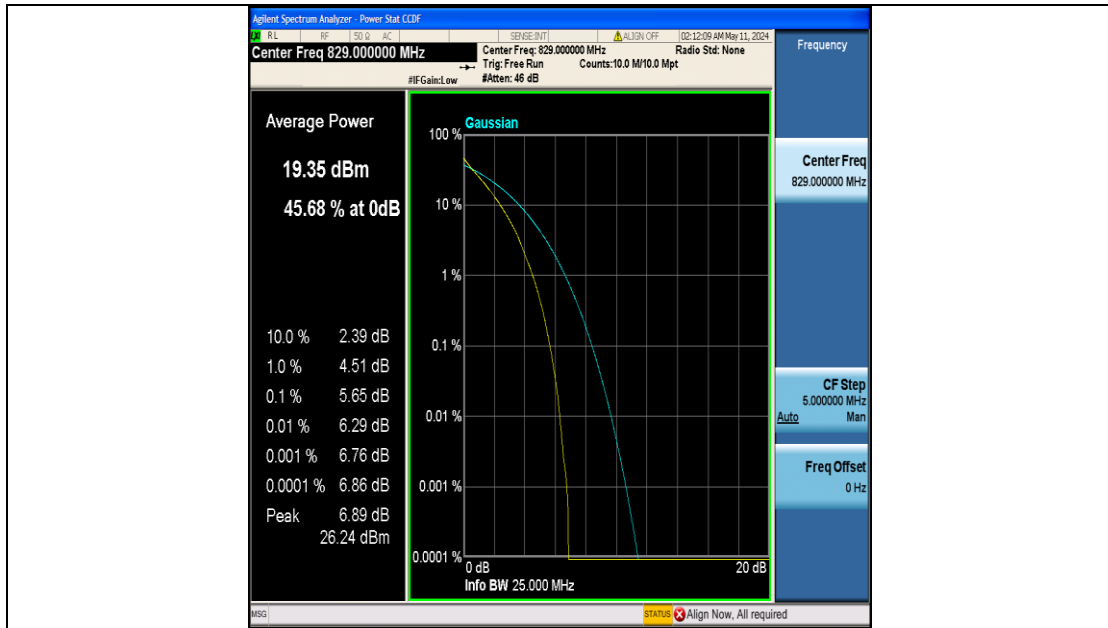 Agilent Spectrum Analyzer - Power Stat CCDF
RL RF 50 Ω AC SENSE:INT ALIGN OFF 02:12:09 AM May 11, 2024
Center Freq 829.000000 MHz
Center Freq: 829.000000 MHz Radio Std: None
Trig: Free Run Counts:10.0 M/10.0 Mpt
#IFGain:Low #Atten: 46 dB
Frequency
Average Power
19.35 dBm
45.68 % at 0dB
10.0 % 2.39 dB
1.0 % 4.51 dB
0.1 % 5.65 dB
0.01 % 6.29 dB
0.001 % 6.76 dB
0.0001 % 6.86 dB
Peak 6.89 dB
26.24 dBm
Gaussian
100 %
10 %
1 %
0.1 %
0.01 %
0.001 %
0.0001 %
0 dB 20 dB
Info BW 25.000 MHz
Center Freq
829.000000 MHz
CF Step
5.000000 MHz
Auto Man
Freq Offset
0 Hz
MSG STATUS Align Now, All required